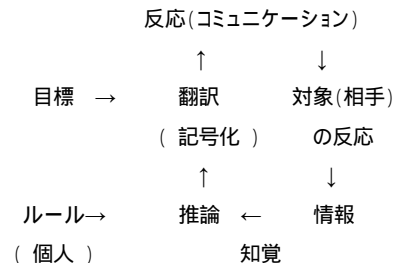 反応(コミュニケーション)
↑ ↓
目標 → 翻訳 対象(相手)
( 記号化 ) の反応
↑ ↓
ルール→ 推論 ← 情報
( 個人 ) 知覚